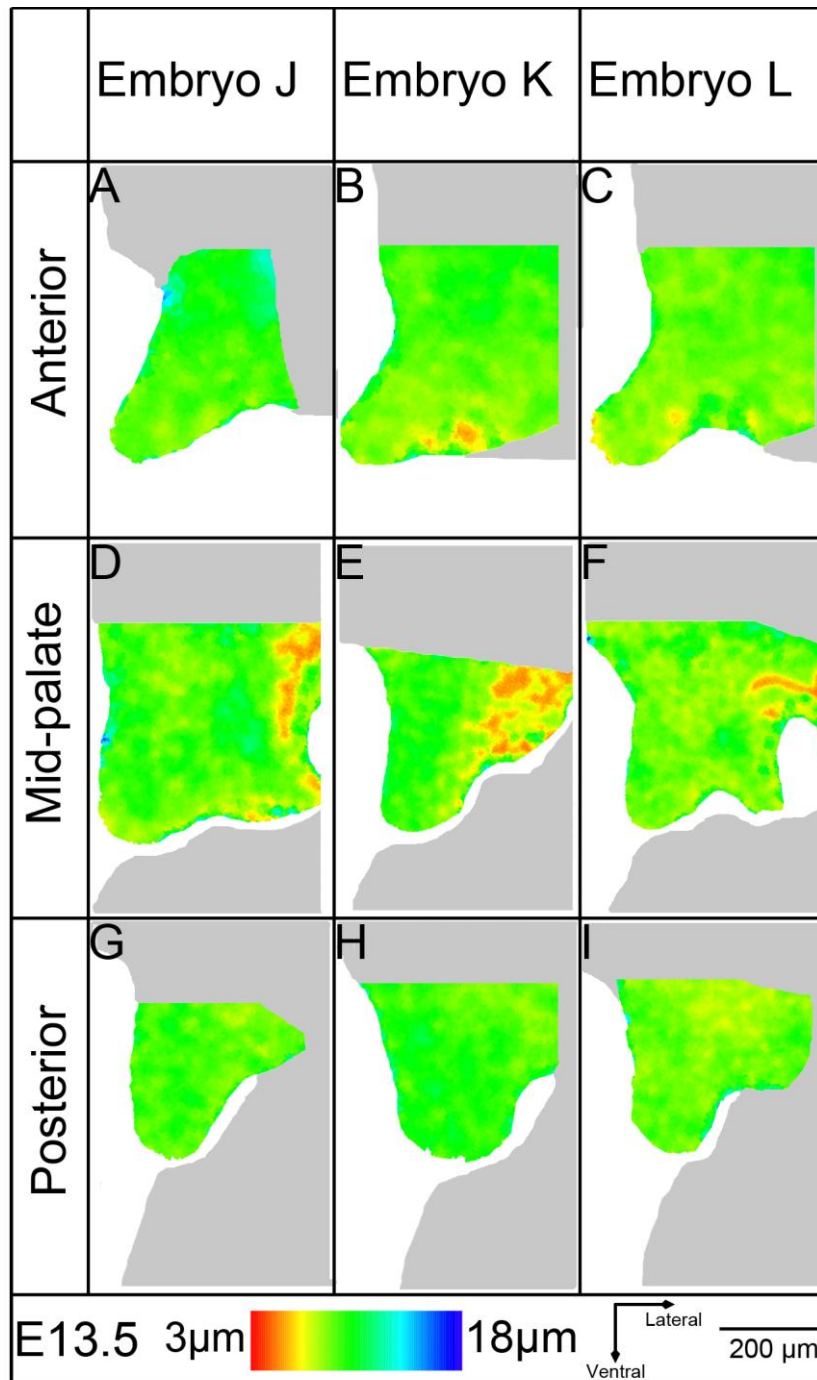 Embryo J Embryo K Embryo L
Anterior
A B C
Mid-palate
D E F
Posterior
G H I
E13.5 3μm 18μm
Lateral
Ventral
200 μm